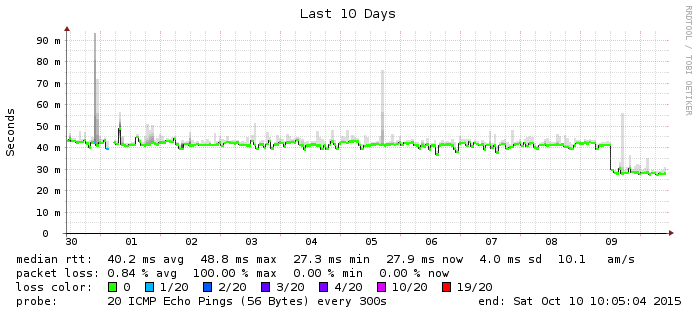 Last 10 Days
RRDTOOL / TOBI OETIKER
Seconds
90 m
80 m
70 m
60 m
50 m
40 m
30 m
20 m
10 m
0
30 01 02 03 04 05 06 07 08 09
median rtt: 40.2 ms avg 48.8 ms max 27.3 ms min 27.9 ms now 4.0 ms sd 10.1 am/s
packet loss: 0.84 % avg 100.00 % max 0.00 % min 0.00 % now
loss color: 0 1/20 2/20 3/20 4/20 10/20 19/20
probe: 20 ICMP Echo Pings (56 Bytes) every 300s end: Sat Oct 10 10:05:04 2015